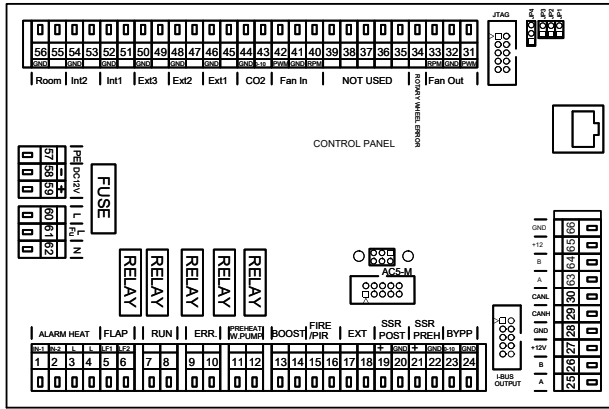 JTAG
JP4
JP3
JP2
JP1
56 55 54 53 52 51 50 49 48 47 46 45 44 43 42 41 40 39 38 37 36 35 34 33 32 31
GND GND GND GND GND GND GND 0-10 PWM GND RPM RPM GND PWM
Room Int2 Int1 Ext3 Ext2 Ext1 CO2 Fan In NOT USED ROTARY WHEEL ERROR Fan Out
CONTROL PANEL
57 PE
58 - DC12V
59 +
FUSE
60 L
61 L Fu
62 N
RELAY RELAY RELAY RELAY RELAY
AC5-M
GND 66
+12 65
B 64
A 63
CANL 30
CANH 29
GND 28
+12V 27
B 26
A 25
I-BUS
OUTPUT
ALARM HEAT FLAP RUN ERR. PREHEAT W.PUMP BOOST FIRE /PIR EXT SSR POST SSR PREH BYPP
IN-1 IN-2 L L LF1 LF2 + GND + GND 0-10 GND
1 2 3 4 5 6 7 8 9 10 11 12 13 14 15 16 17 18 19 20 21 22 23 24